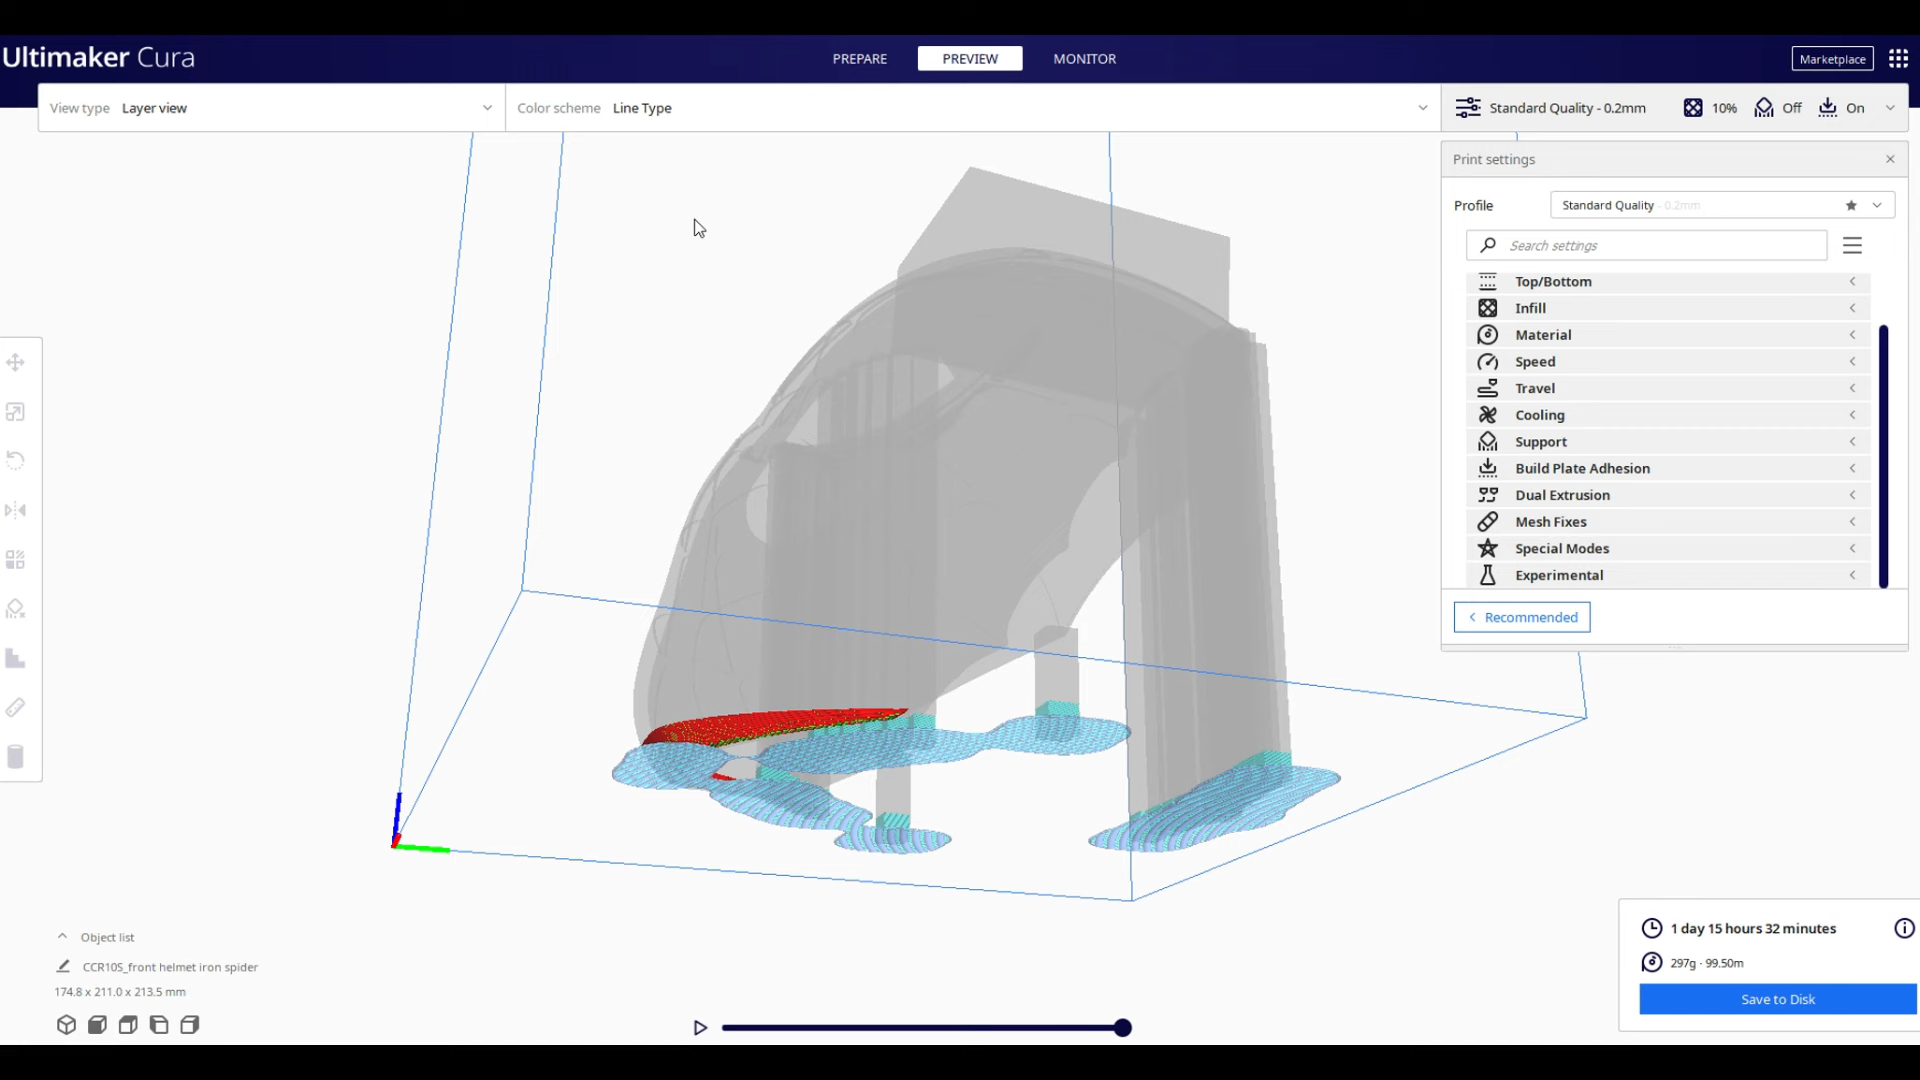 Ultimaker Cura
PREPARE
PREVIEW
MONITOR
Marketplace
View type Layer view
Color scheme Line Type
Standard Quality - 0.2mm
10%
Off
On
Print settings
Profile
Standard Quality - 0.2mm
Search settings
Top/Bottom
Infill
Material
Speed
Travel
Cooling
Support
Build Plate Adhesion
Dual Extrusion
Mesh Fixes
Special Modes
Experimental
Recommended
Object list
CCR10S_front helmet iron spider
174.8 x 211.0 x 213.5 mm
1 day 15 hours 32 minutes
297g · 99.50m
Save to Disk